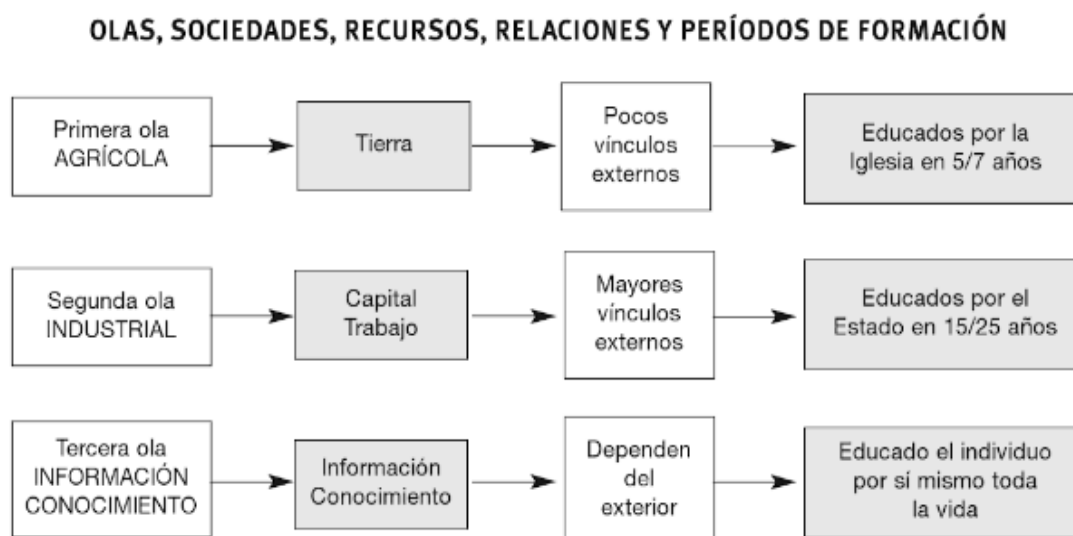 OLAS, SOCIEDADES, RECURSOS, RELACIONES Y PERÍODOS DE FORMACIÓN
Primera ola
AGRÍCOLA
Tierra
Pocos
vínculos
externos
Educados por la
Iglesia en 5/7 años
Segunda ola
INDUSTRIAL
Capital
Trabajo
Mayores
vínculos
externos
Educados por el
Estado en 15/25 años
Tercera ola
INFORMACIÓN
CONOCIMIENTO
Información
Conocimiento
Dependen
del
exterior
Educado el individuo
por sí mismo toda
la vida